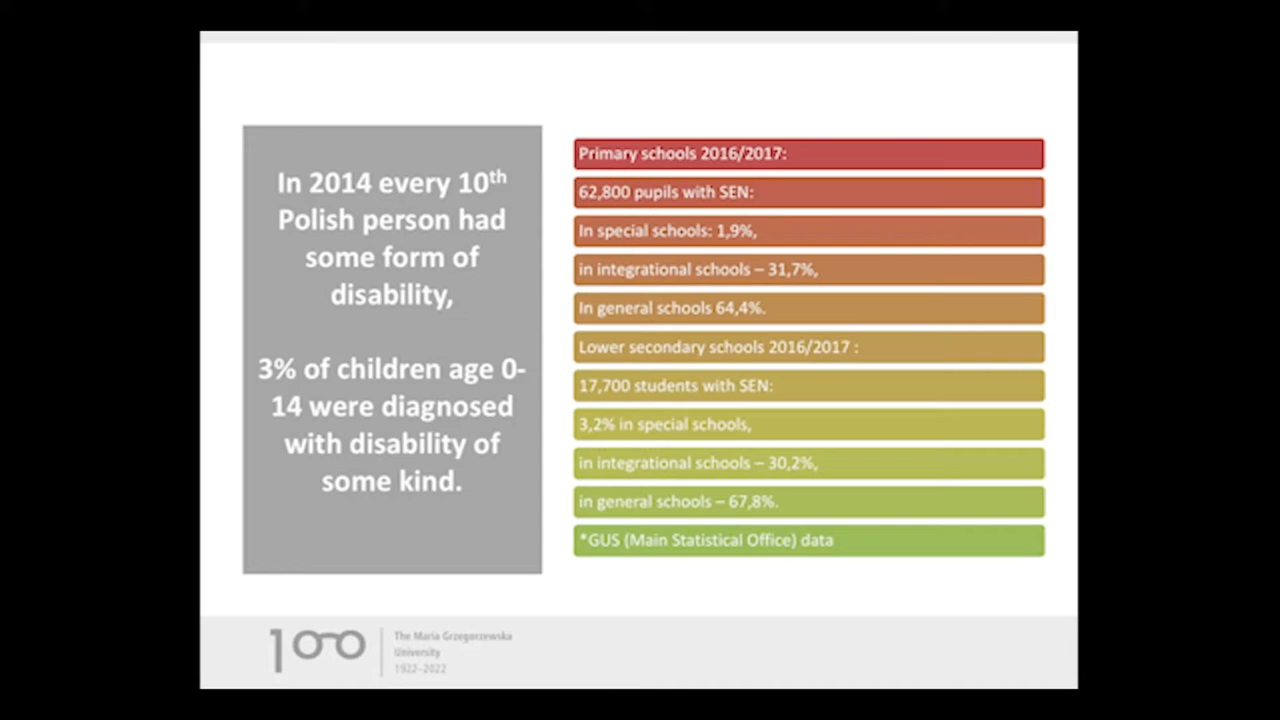 In 2014 every 10th
Polish person had
some form of
disability,
3% of children age 0-
14 were diagnosed
with disability of
some kind.
Primary schools 2016/2017:
62,800 pupils with SEN:
In special schools: 1,9%,
in integrational schools – 31,7%,
In general schools 64,4%.
Lower secondary schools 2016/2017 :
17,700 students with SEN:
3,2% in special schools,
in integrational schools – 30,2%,
in general schools – 67,8%.
*GUS (Main Statistical Office) data
100
The Maria Grzegorzewska
University
1922–2022